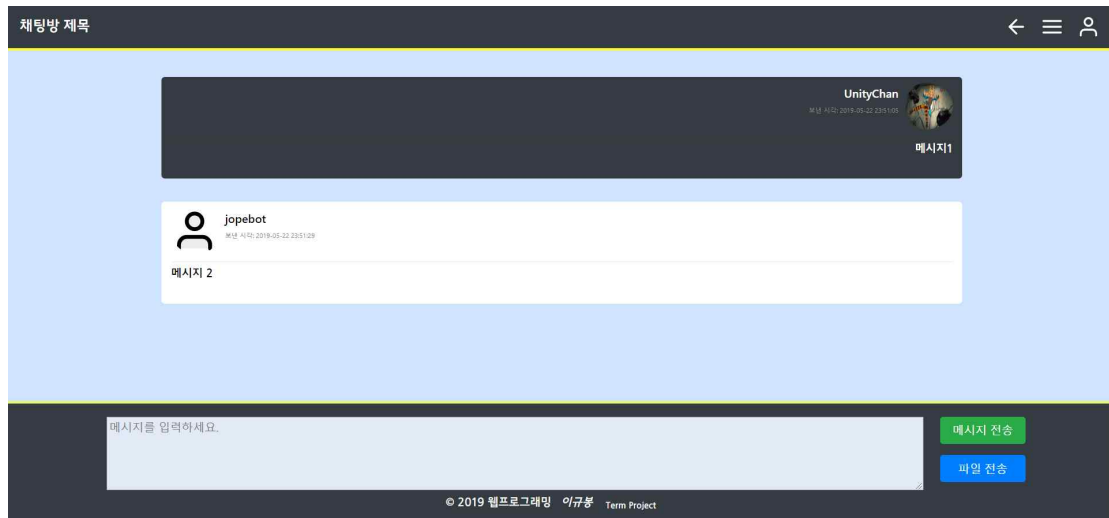 채팅방 제목
UnityChan
보낸 시각: 2019-05-22 23:51:05
메시지1
jopebot
보낸 시각: 2019-05-22 23:51:29
메시지 2
메시지를 입력하세요.
메시지 전송
파일 전송
© 2019 웹프로그래밍 이규봉 Term Project